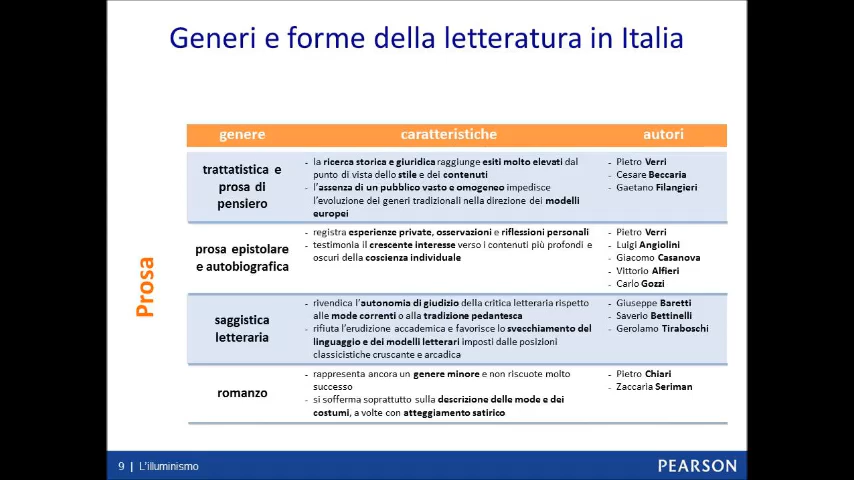 Generi e forme della letteratura in Italia
genere caratteristiche autori
Prosa
trattatistica e
prosa di
pensiero
- la ricerca storica e giuridica raggiunge esiti molto elevati dal
punto di vista dello stile e dei contenuti
- l'assenza di un pubblico vasto e omogeneo impedisce
l'evoluzione dei generi tradizionali nella direzione dei modelli
europei
- Pietro Verri
- Cesare Beccaria
- Gaetano Filangieri
prosa epistolare
e autobiografica
- registra esperienze private, osservazioni e riflessioni personali
- testimonia il crescente interesse verso i contenuti più profondi e
oscuri della coscienza individuale
- Pietro Verri
- Luigi Angiolini
- Giacomo Casanova
- Vittorio Alfieri
- Carlo Gozzi
saggistica
letteraria
- rivendica l'autonomia di giudizio della critica letteraria rispetto
alle mode correnti o alla tradizione pedantesca
- rifiuta l'erudizione accademica e favorisce lo svecchiamento del
linguaggio e dei modelli letterari imposti dalle posizioni
classicistiche cruscante e arcadica
- Giuseppe Baretti
- Saverio Bettinelli
- Gerolamo Tiraboschi
romanzo
- rappresenta ancora un genere minore e non riscuote molto
successo
- si sofferma soprattutto sulla descrizione delle mode e dei
costumi, a volte con atteggiamento satirico
- Pietro Chiari
- Zaccaria Seriman
9 | L'illuminismo
PEARSON